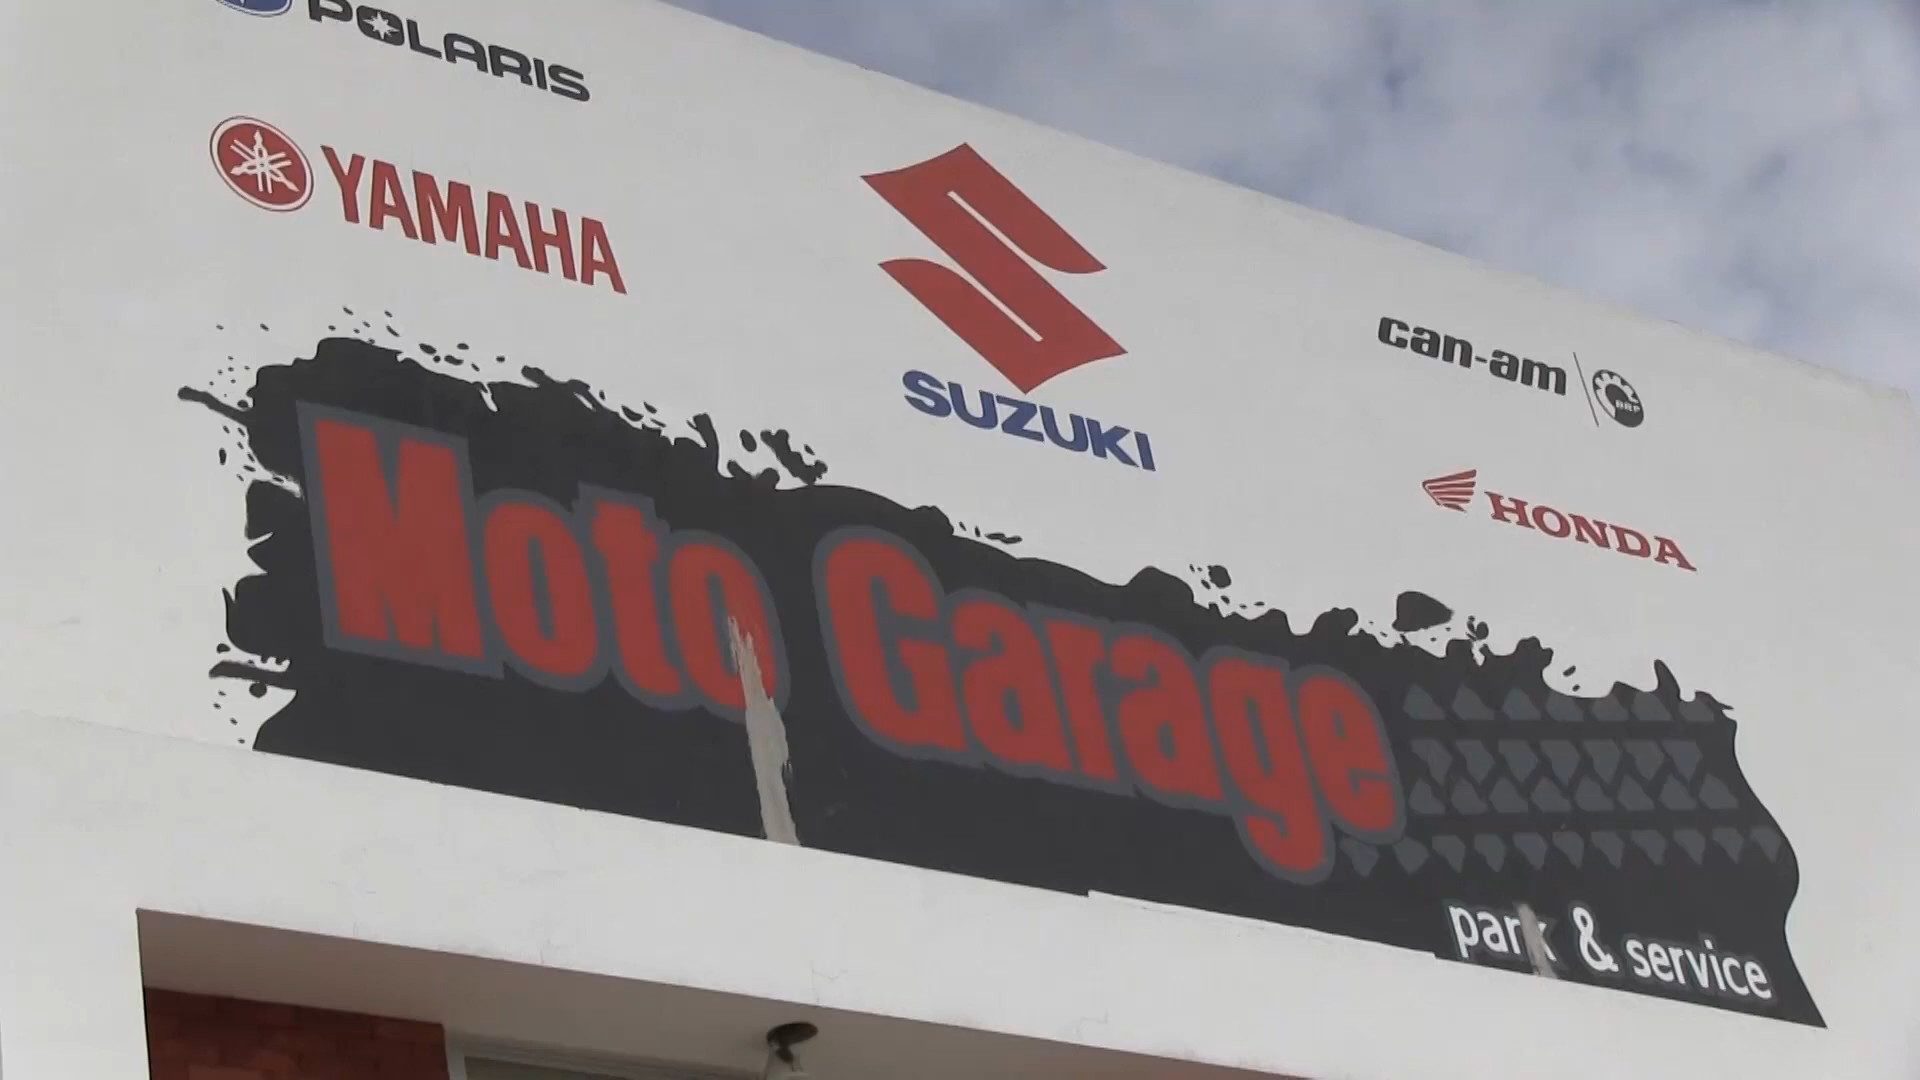 POLARIS
YAMAHA
SUZUKI
can-am
BRP
HONDA
Moto Garage
park & service